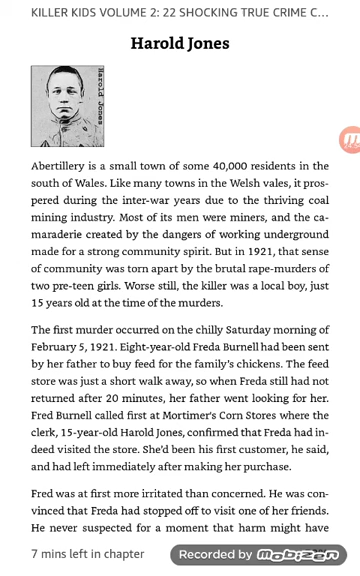 KILLER KIDS VOLUME 2: 22 SHOCKING TRUE CRIME C...
Harold Jones
Harold Jones
Abertillery is a small town of some 40,000 residents in the
south of Wales. Like many towns in the Welsh vales, it pros-
pered during the inter-war years due to the thriving coal
mining industry. Most of its men were miners, and the ca-
maraderie created by the dangers of working underground
made for a strong community spirit. But in 1921, that sense
of community was torn apart by the brutal rape-murders of
two pre-teen girls. Worse still, the killer was a local boy, just
15 years old at the time of the murders.
The first murder occurred on the chilly Saturday morning of
February 5, 1921. Eight-year-old Freda Burnell had been sent
by her father to buy feed for the family's chickens. The feed
store was just a short walk away, so when Freda still had not
returned after 20 minutes, her father went looking for her.
Fred Burnell called first at Mortimer's Corn Stores where the
clerk, 15-year-old Harold Jones, confirmed that Freda had in-
deed visited the store. She'd been his first customer, he said,
and had left immediately after making her purchase.
Fred was at first more irritated than concerned. He was con-
vinced that Freda had stopped off to visit one of her friends.
He never suspected for a moment that harm might have
7 mins left in chapter
Recorded by mobizen